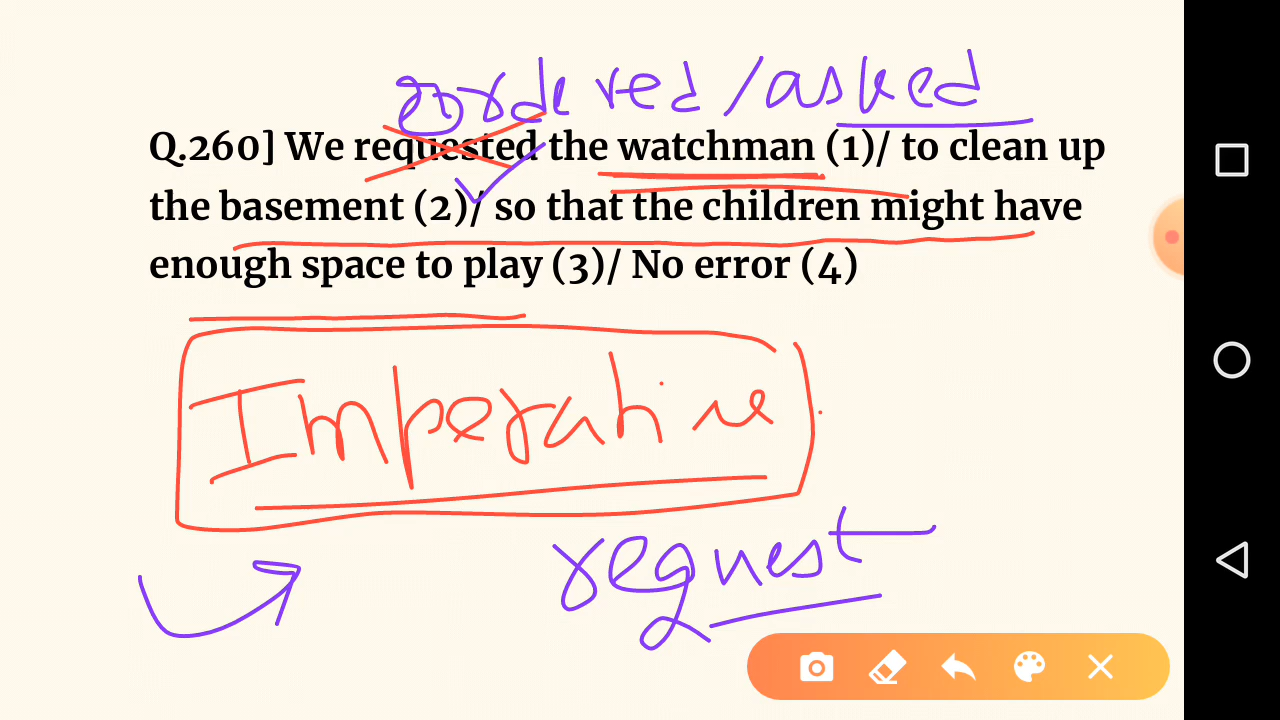 ordered / asked
Q.260] We requested the watchman (1)/ to clean up
the basement (2)/ so that the children might have
enough space to play (3)/ No error (4)
Imperative
request